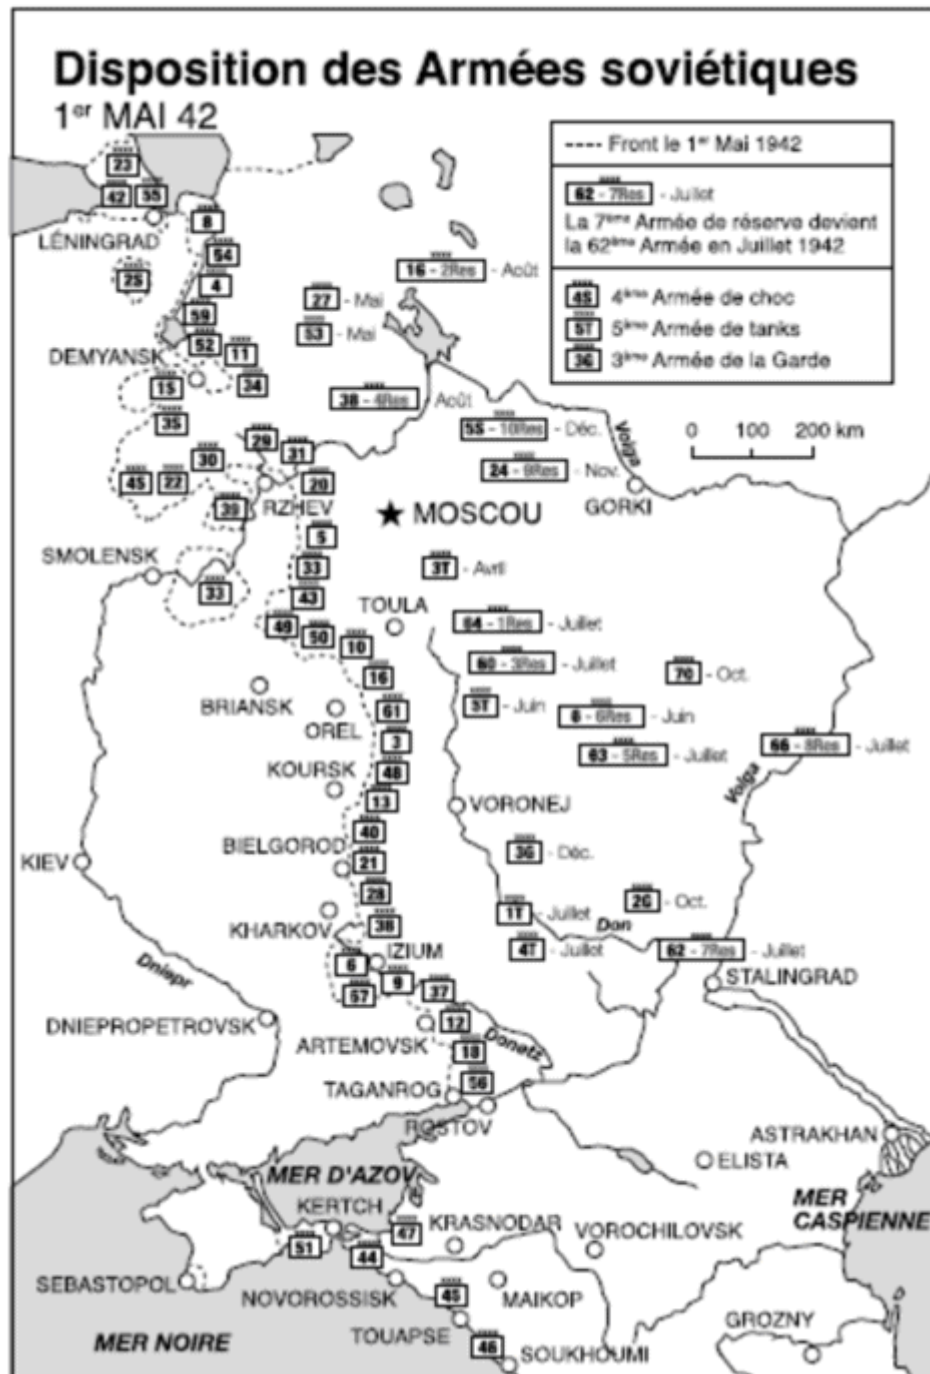 Disposition des Armées soviétiques
1er MAI 42
---- Front le 1er Mai 1942
62 - 7Res - Juillet
La 7ème Armée de réserve devient
la 62ème Armée en Juillet 1942
4S 4ème Armée de choc
5T 5ème Armée de tanks
3G 3ème Armée de la Garde
0 100 200 km
23
42 55
LÉNINGRAD
8
54
2S
4
16 - 2Res - Août
27 - Mai
59
53 - Mai
52
11
DEMYANSK
1S
34
38 - 4Res Août
3S
5S - 10Res - Déc.
Volga
29
31
30
24 - 9Res - Nov.
4S 22
20
RZHEV
39
GORKI
MOSCOU
5
SMOLENSK
33
3T - Avril
33
43
TOULA
49
50
10
64 - 1Res - Juillet
16
60 - 3Res - Juillet
70 - Oct.
BRIANSK
61
5T - Juin
6 - 6Res - Juin
OREL
3
63 - 5Res - Juillet
66 - 8Res - Juillet
KOURSK
48
Volga
13
VORONEJ
40
BIELGOROD
21
3G - Déc.
KIEV
28
2G - Oct.
KHARKOV
38
1T - Juillet
Don
4T - Juillet
62 - 7Res - Juillet
IZIUM
6
9
STALINGRAD
Dniepr
57
37
DNIEPROPETROVSK
12
ARTEMOVSK
Donetz
18
TAGANROG
56
ROSTOV
ASTRAKHAN
ELISTA
MER D'AZOV
MER
CASPIENNE
KERTCH
47
KRASNODAR
VOROCHILOVSK
51
44
SEBASTOPOL
NOVOROSSISK
45
MAIKOP
TOUAPSE
GROZNY
MER NOIRE
46
SOUKHOUMI